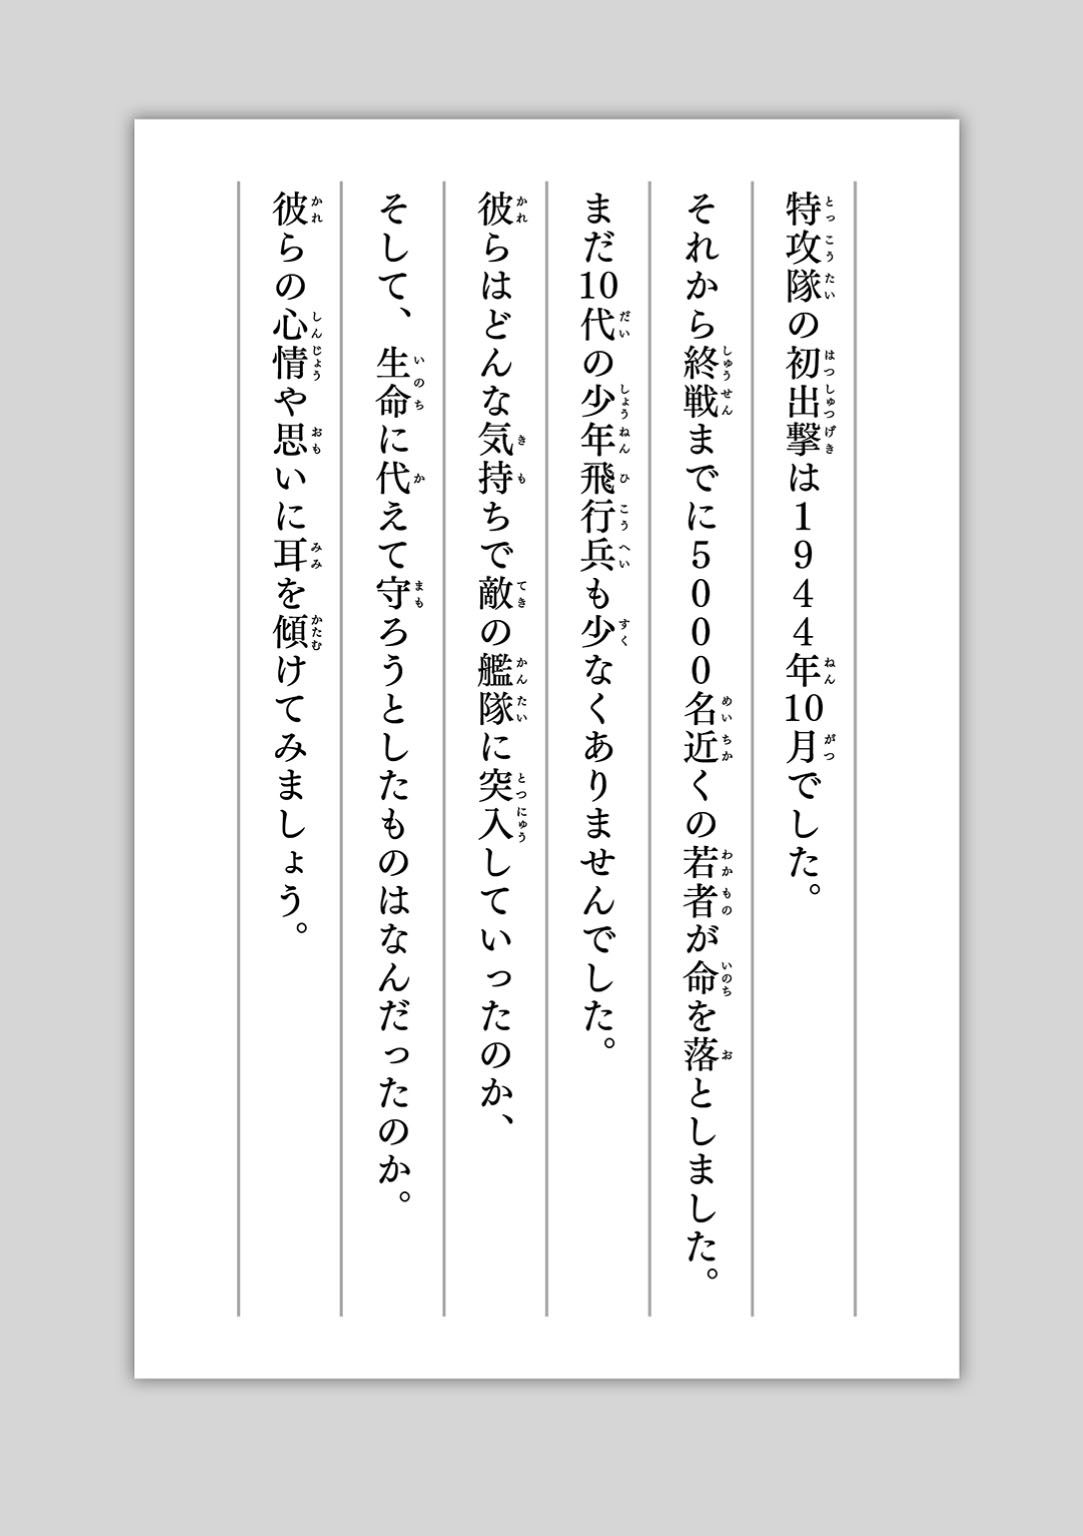 特攻隊の初出撃は1944年10月でした。
それから終戦までに5000名近くの若者が命を落としました。
まだ10代の少年飛行兵も少なくありませんでした。
彼らはどんな気持ちで敵の艦隊に突入していったのか、
そして、生命に代えて守ろうとしたものはなんだったのか。
彼らの心情や思いに耳を傾けてみましょう。